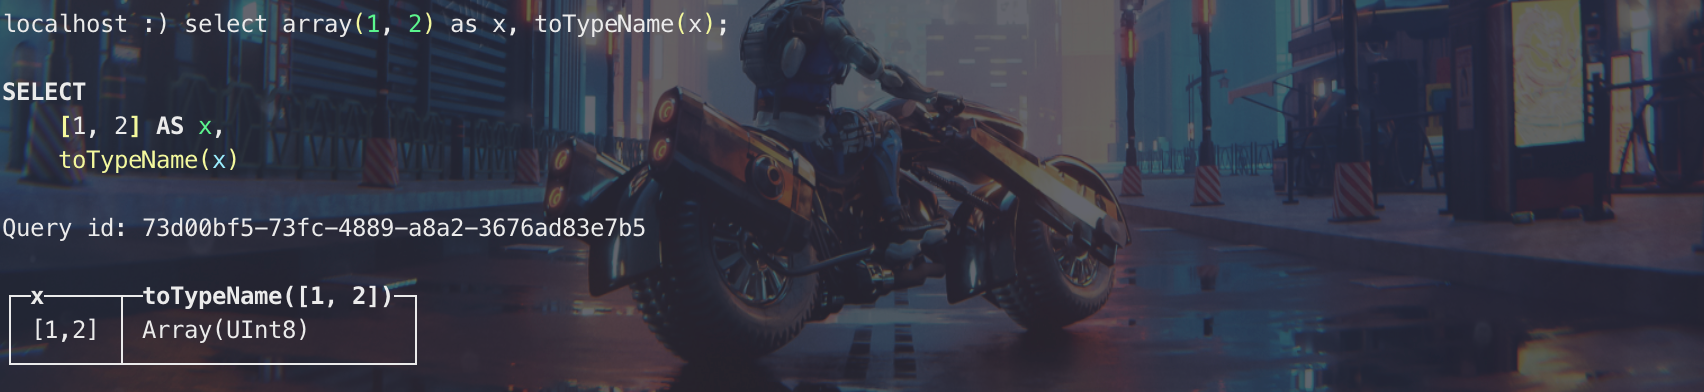 localhost :) select array(1, 2) as x, toTypeName(x);
SELECT
[1, 2] AS x,
toTypeName(x)
Query id: 73d00bf5-73fc-4889-a8a2-3676ad83e7b5
x toTypeName([1, 2])
[1,2] Array(UInt8)